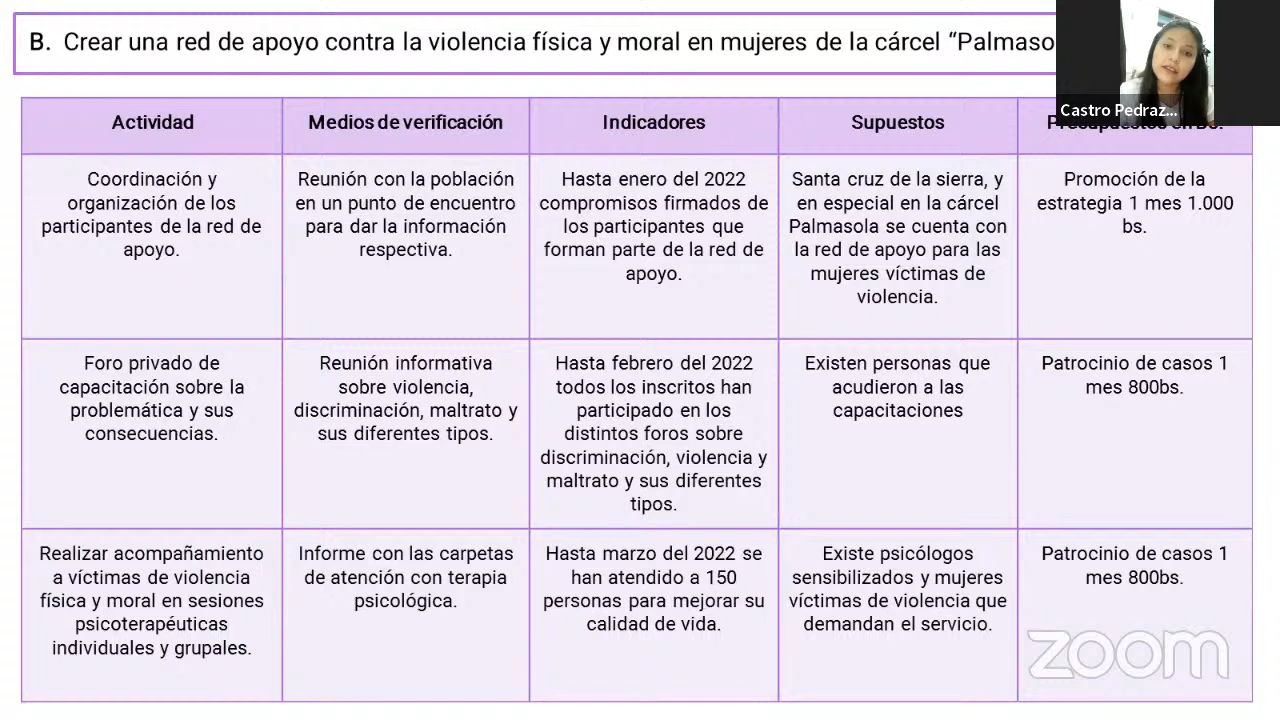 B. Crear una red de apoyo contra la violencia física y moral en mujeres de la cárcel “Palmaso
Castro Pedraz...
Actividad
Medios de verificación
Indicadores
Supuestos
Coordinación y
organización de los
participantes de la red de
apoyo.
Reunión con la población
en un punto de encuentro
para dar la información
respectiva.
Hasta enero del 2022
compromisos firmados de
los participantes que
forman parte de la red de
apoyo.
Santa cruz de la sierra, y
en especial en la cárcel
Palmasola se cuenta con
la red de apoyo para las
mujeres víctimas de
violencia.
Promoción de la
estrategia 1 mes 1.000
bs.
Foro privado de
capacitación sobre la
problemática y sus
consecuencias.
Reunión informativa
sobre violencia,
discriminación, maltrato y
sus diferentes tipos.
Hasta febrero del 2022
todos los inscritos han
participado en los
distintos foros sobre
discriminación, violencia y
maltrato y sus diferentes
tipos.
Existen personas que
acudieron a las
capacitaciones
Patrocinio de casos 1
mes 800bs.
Realizar acompañamiento
a víctimas de violencia
física y moral en sesiones
psicoterapéuticas
individuales y grupales.
Informe con las carpetas
de atención con terapia
psicológica.
Hasta marzo del 2022 se
han atendido a 150
personas para mejorar su
calidad de vida.
Existe psicólogos
sensibilizados y mujeres
víctimas de violencia que
demandan el servicio.
Patrocinio de casos 1
mes 800bs.
zoom